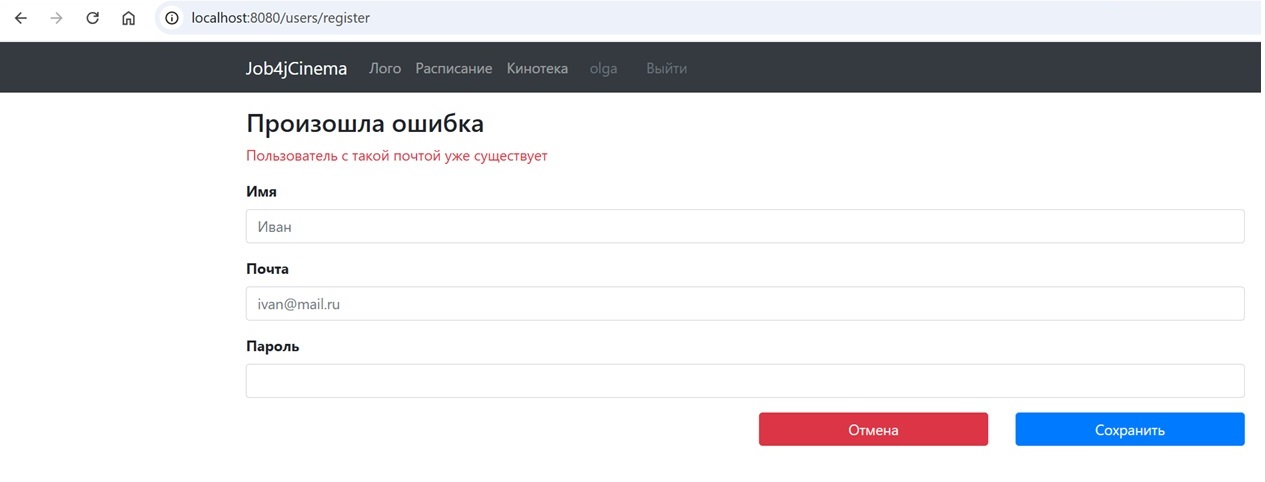 localhost:8080/users/register
Job4jCinema Лого Расписание Кинотека olga Выйти
Произошла ошибка
Пользователь с такой почтой уже существует
Имя
Иван
Почта
ivan@mail.ru
Пароль
Отмена Сохранить